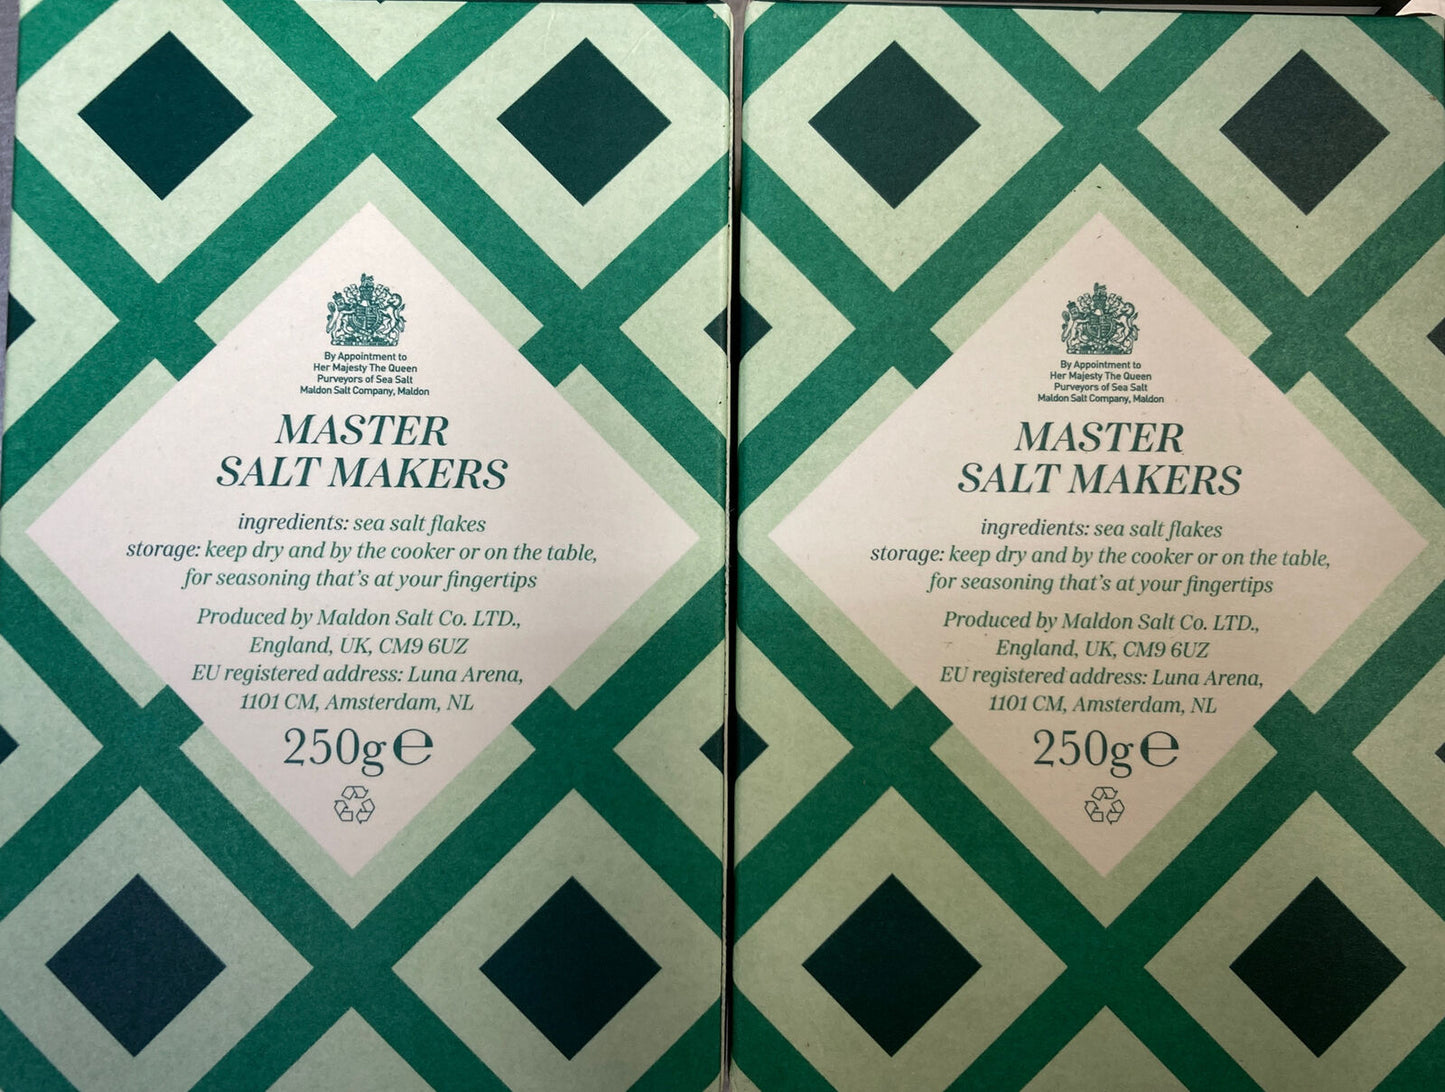 By Appointment to
Her Majesty The Queen
Purveyors of Sea Salt
Maldon Salt Company, Maldon
MASTER
SALT MAKERS
ingredients: sea salt flakes
storage: keep dry and by the cooker or on the table,
for seasoning that's at your fingertips
Produced by Maldon Salt Co. LTD.,
England, UK, CM9 6UZ
EU registered address: Luna Arena,
1101 CM, Amsterdam, NL
250g℮
By Appointment to
Her Majesty The Queen
Purveyors of Sea Salt
Maldon Salt Company, Maldon
MASTER
SALT MAKERS
ingredients: sea salt flakes
storage: keep dry and by the cooker or on the table,
for seasoning that's at your fingertips
Produced by Maldon Salt Co. LTD.,
England, UK, CM9 6UZ
EU registered address: Luna Arena,
1101 CM, Amsterdam, NL
250g℮